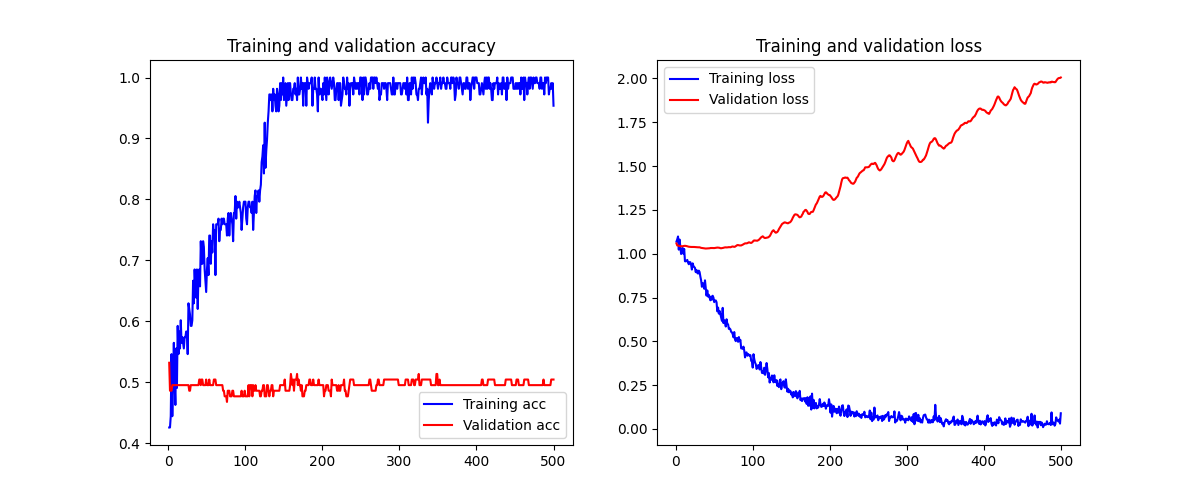 Training and validation accuracy
1.0
0.9
0.8
0.7
0.6
0.5
0.4
0 100 200 300 400 500
Training acc
Validation acc
Training and validation loss
2.00
1.75
1.50
1.25
1.00
0.75
0.50
0.25
0.00
0 100 200 300 400 500
Training loss
Validation loss